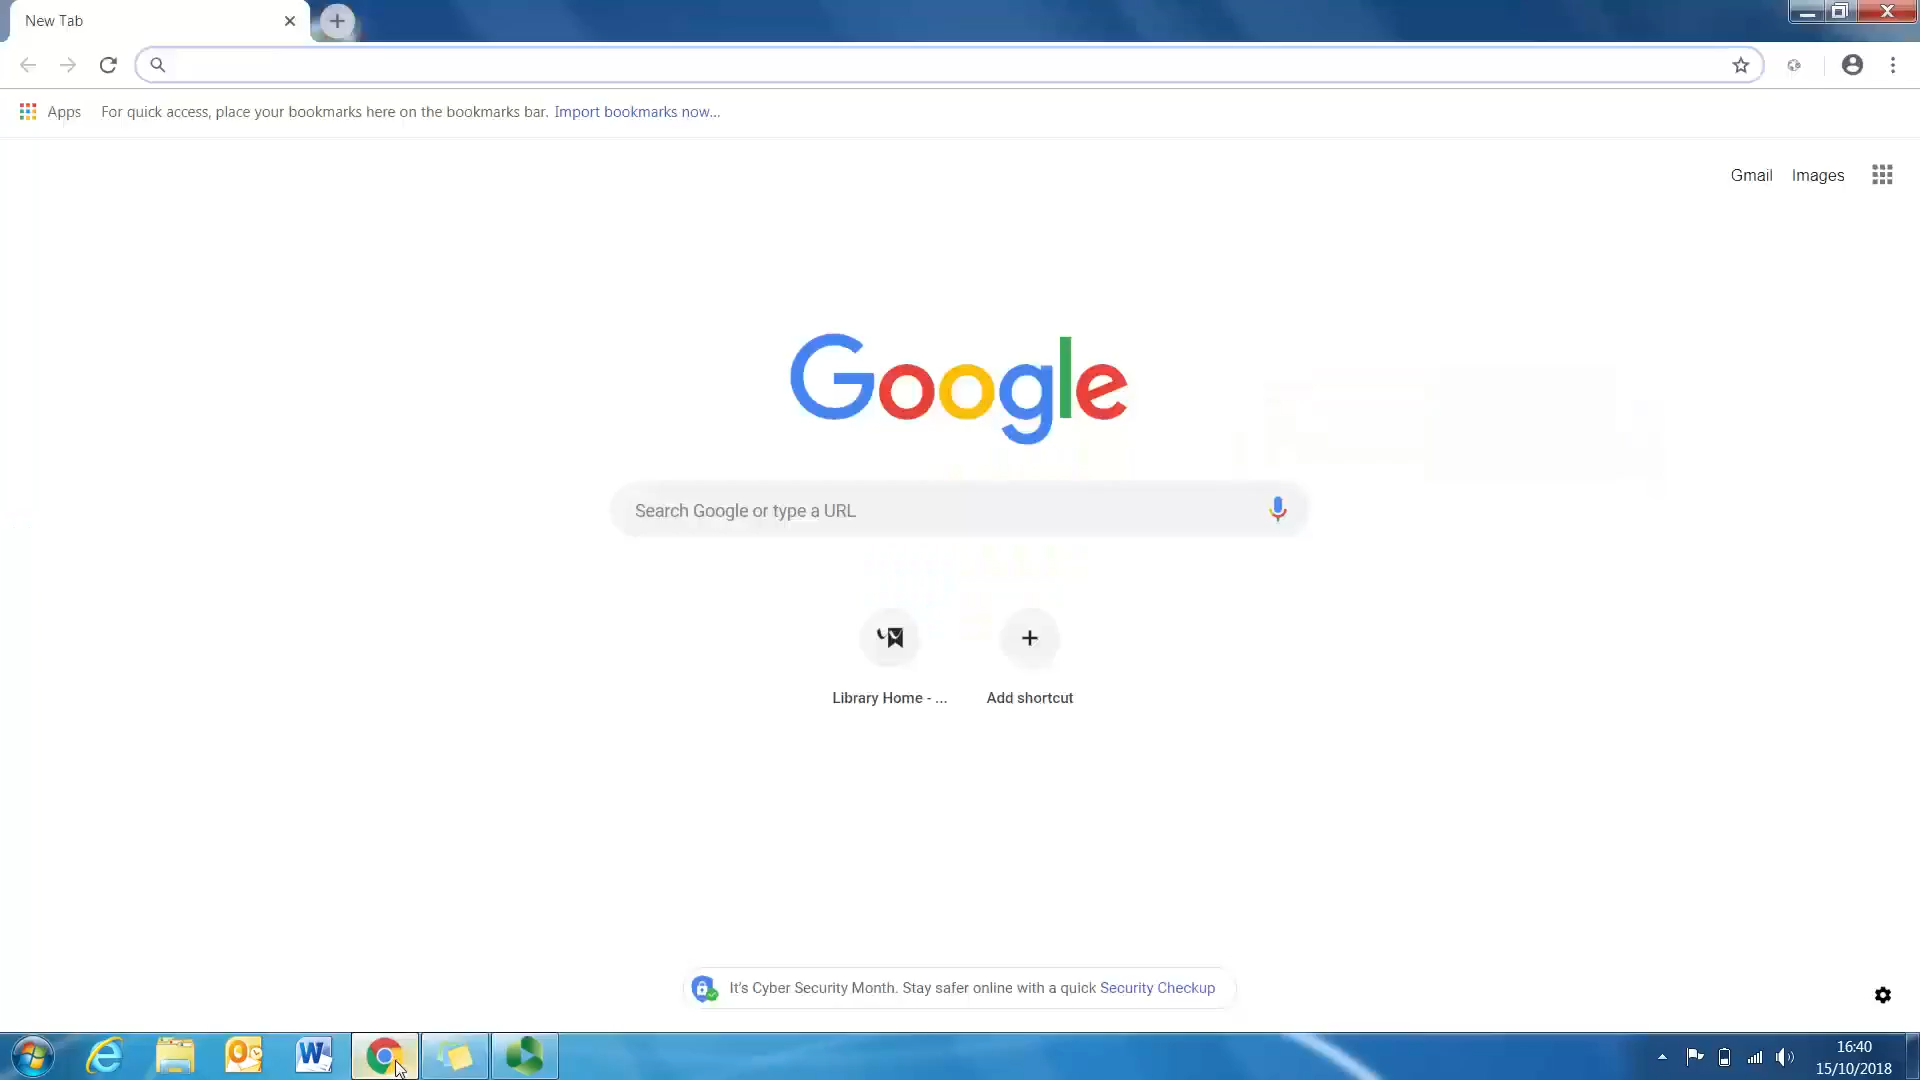 New Tab
Apps For quick access, place your bookmarks here on the bookmarks bar. Import bookmarks now...
Gmail Images
Google
Search Google or type a URL
Library Home - ... Add shortcut
It's Cyber Security Month. Stay safer online with a quick Security Checkup
16:40
15/10/2018